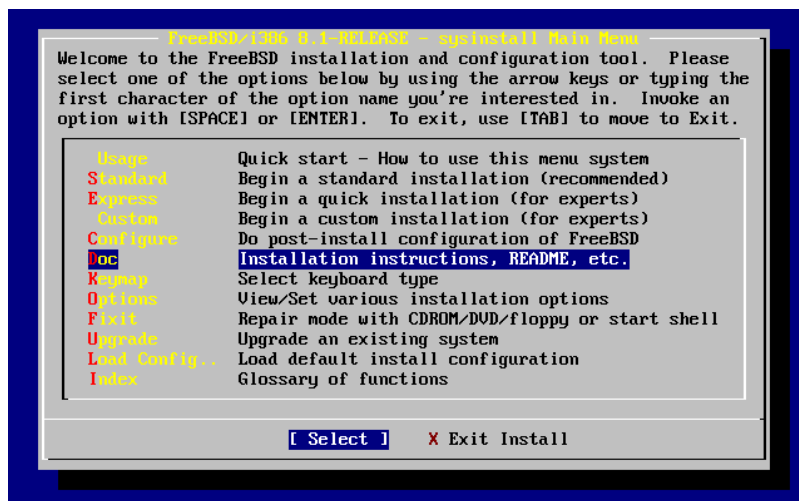 FreeBSD/i386 8.1-RELEASE - sysinstall Main Menu
Welcome to the FreeBSD installation and configuration tool.  Please
select one of the options below by using the arrow keys or typing the
first character of the option name you're interested in.  Invoke an
option with [SPACE] or [ENTER].  To exit, use [TAB] to move to Exit.
Usage Quick start - How to use this menu system
Standard Begin a standard installation (recommended)
Express Begin a quick installation (for experts)
Custom Begin a custom installation (for experts)
Configure Do post-install configuration of FreeBSD
Doc Installation instructions, README, etc.
Keymap Select keyboard type
Options View/Set various installation options
Fixit Repair mode with CDROM/DVD/floppy or start shell
Upgrade Upgrade an existing system
Load Config.. Load default install configuration
Index Glossary of functions
[ Select ] X Exit Install